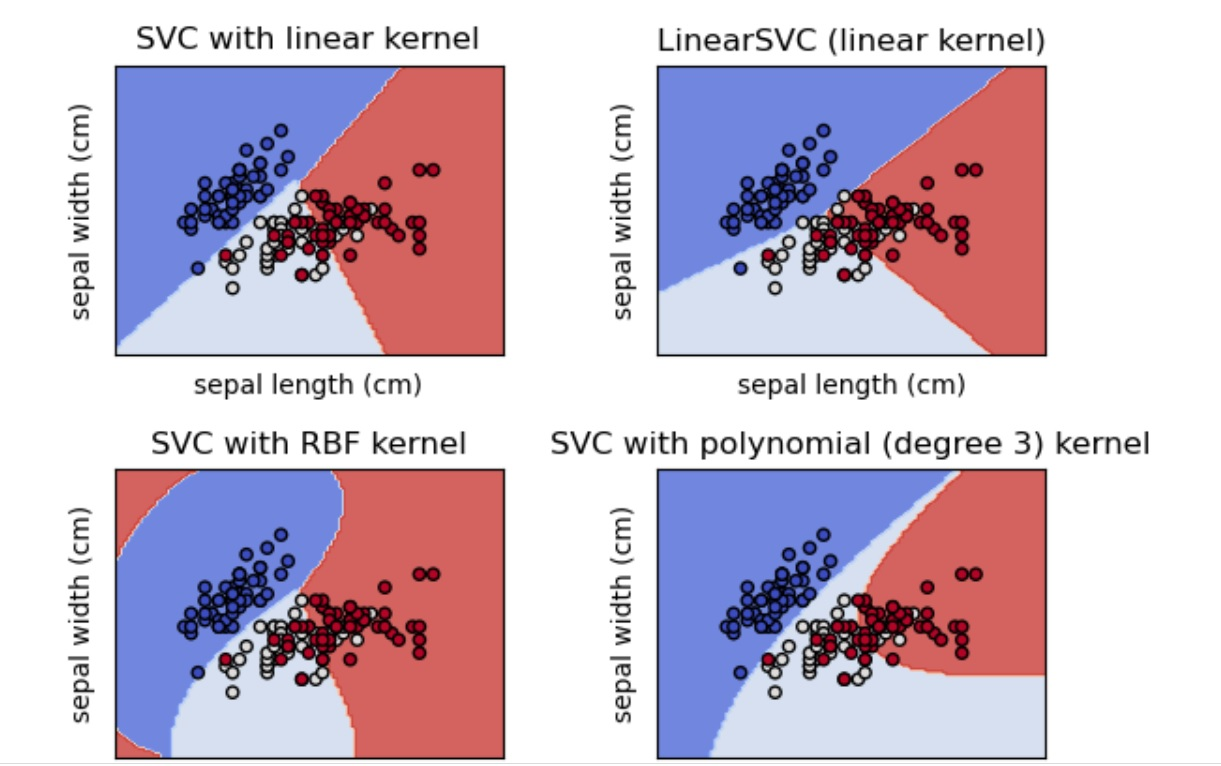 SVC with linear kernel
LinearSVC (linear kernel)
sepal width (cm)
sepal width (cm)
sepal length (cm)
sepal length (cm)
SVC with RBF kernel
SVC with polynomial (degree 3) kernel
sepal width (cm)
sepal width (cm)